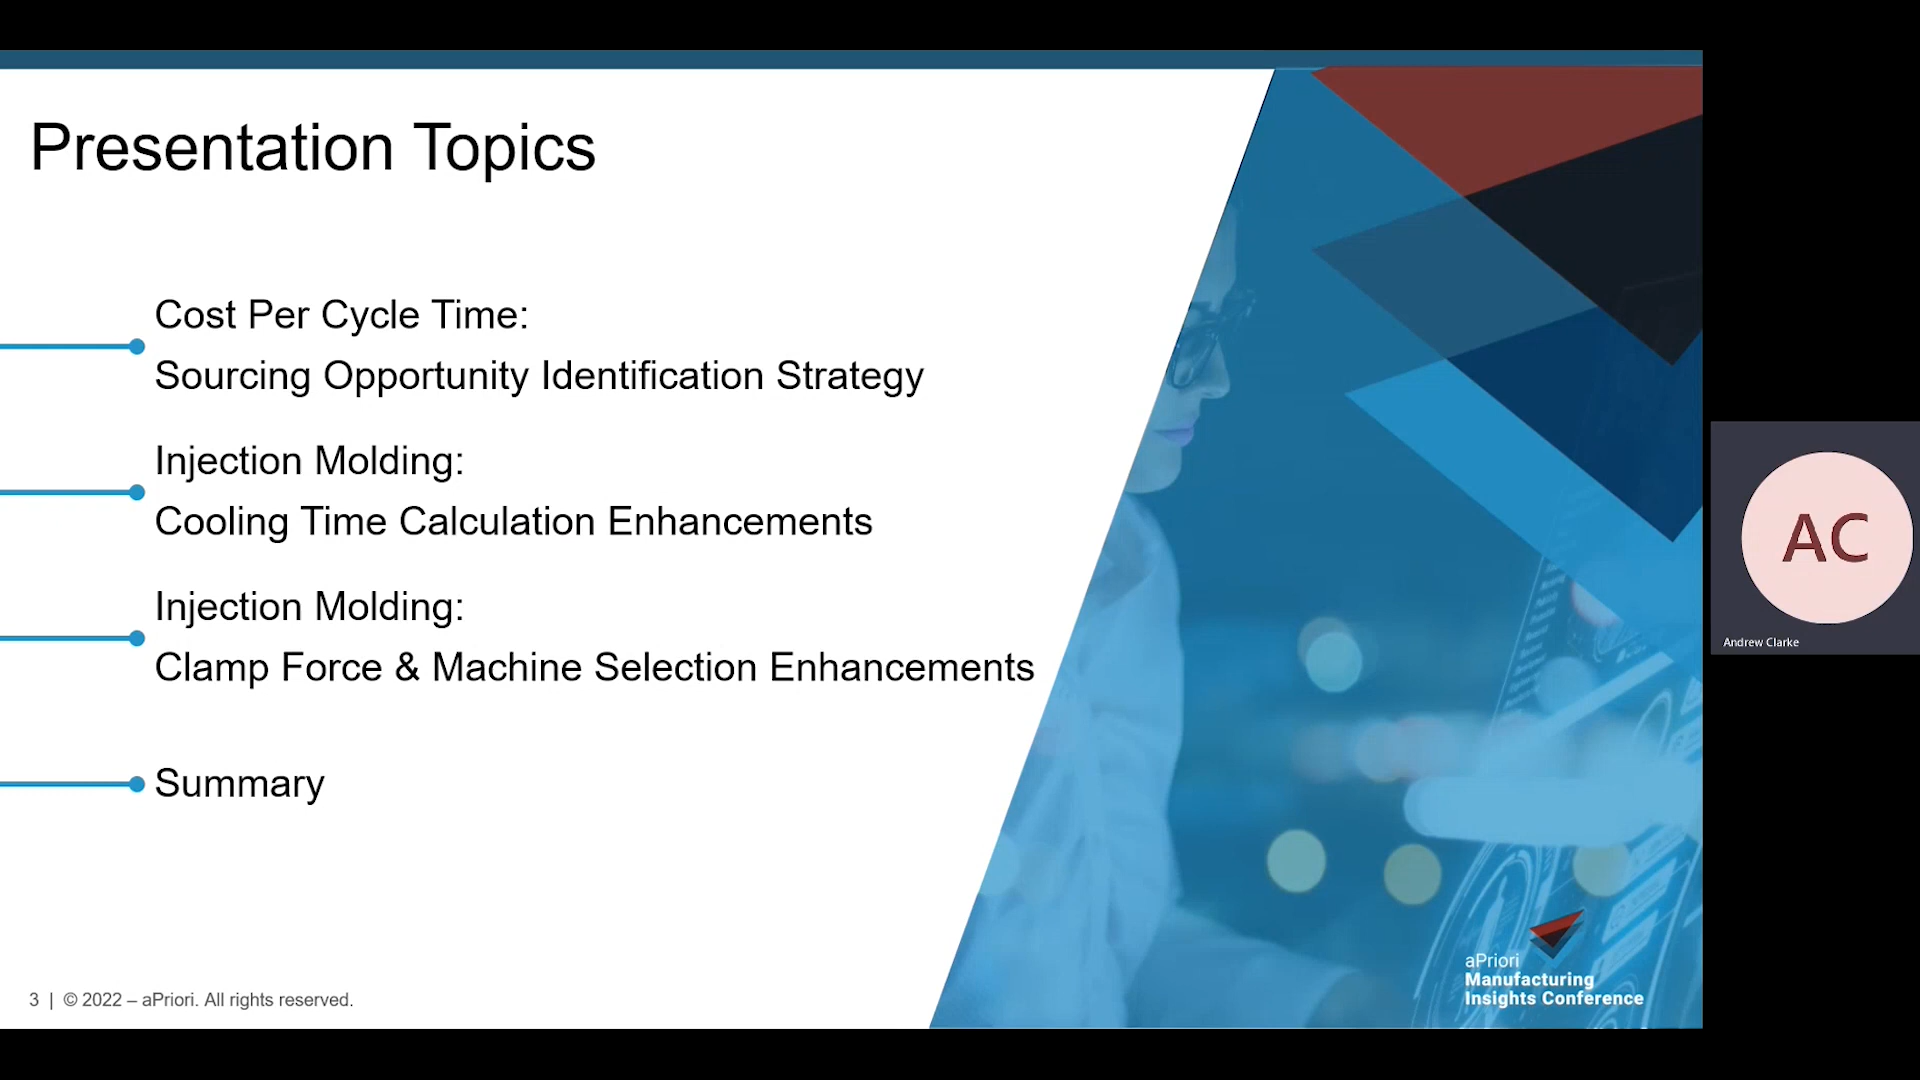 Presentation Topics
Cost Per Cycle Time:
Sourcing Opportunity Identification Strategy
Injection Molding:
Cooling Time Calculation Enhancements
Injection Molding:
Clamp Force & Machine Selection Enhancements
Summary
3 | © 2022 – aPriori. All rights reserved.
aPriori
Manufacturing
Insights Conference
AC
Andrew Clarke